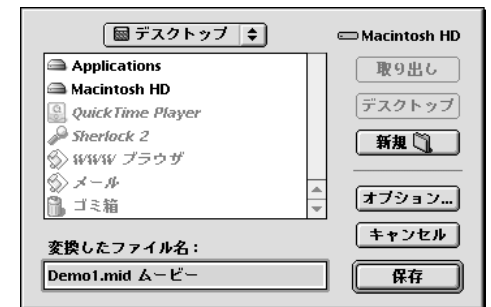 デスクトップ
Macintosh HD
Applications
Macintosh HD
QuickTime Player
Sherlock 2
WWW ブラウザ
メール
ゴミ箱
取り出し
デスクトップ
新規
オプション...
キャンセル
保存
変換したファイル名：
Demo1.mid ムービー